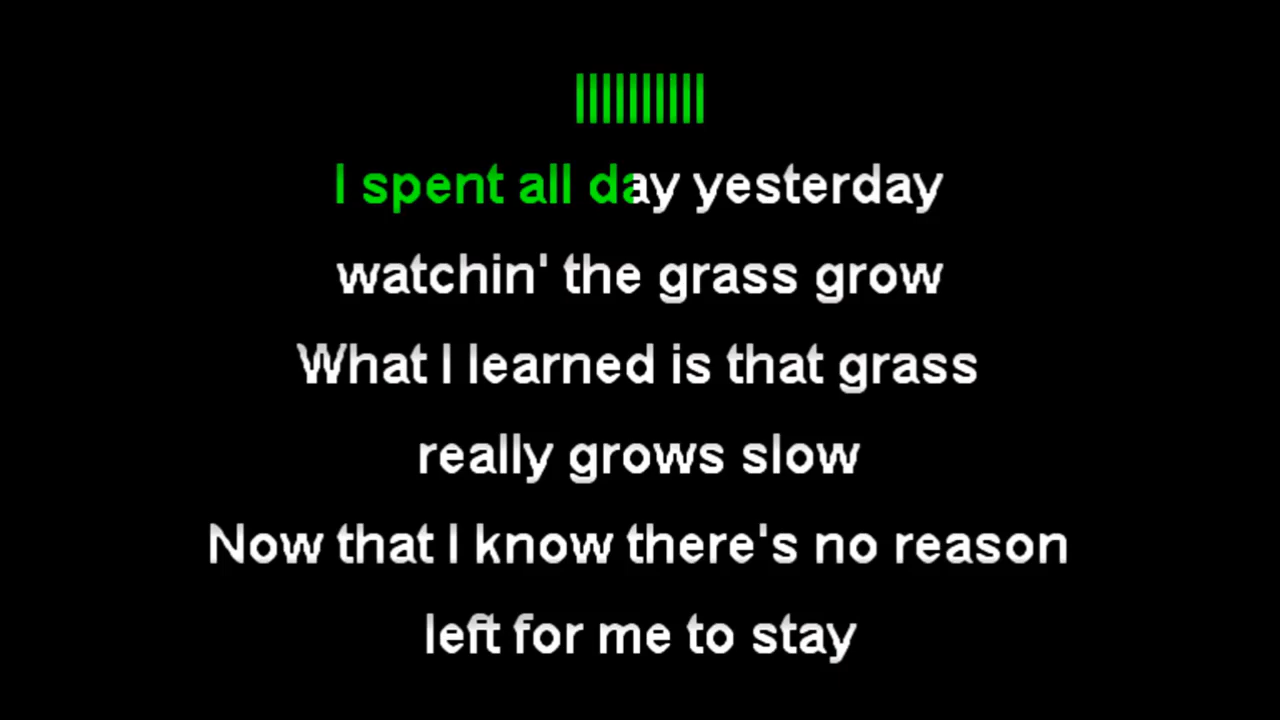 I spent all day yesterday
watchin' the grass grow
What I learned is that grass
really grows slow
Now that I know there's no reason
left for me to stay